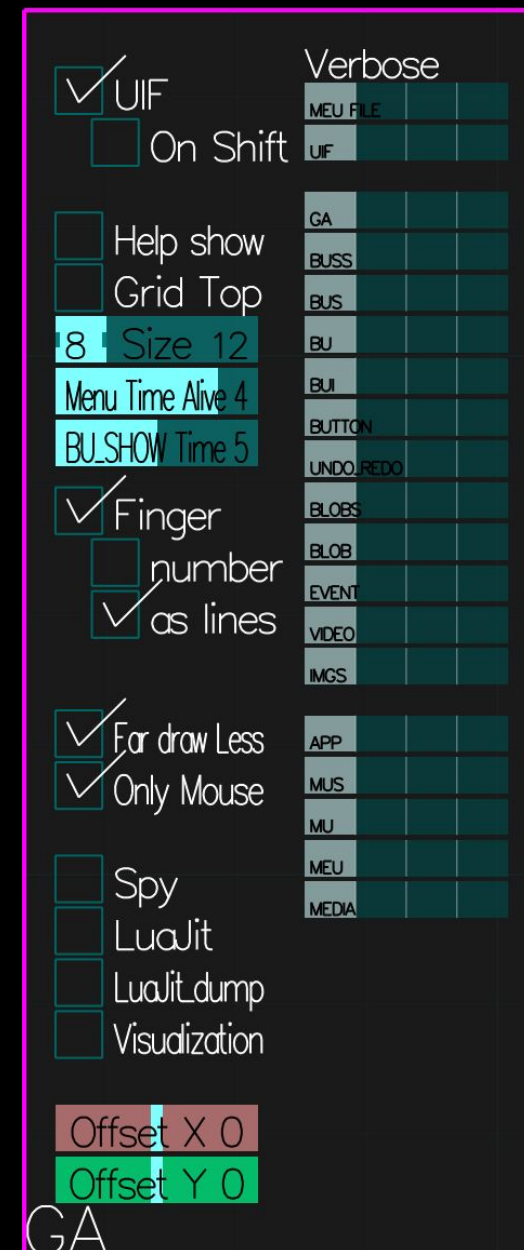 UIF
On Shift
Help show
Grid Top
8 Size 12
Menu Time Alive 4
BU_SHOW Time 5
Finger
number
as lines
Far draw Less
Only Mouse
Spy
LuaJit
LuaJit_dump
Visualization
Offset X 0
Offset Y 0
GA
Verbose
MEU FILE
UIF
GA
BUSS
BUS
BU
BUI
BUTTON
UNDO_REDO
BLOBS
BLOB
EVENT
VIDEO
IMGS
APP
MUS
MU
MEU
MEDIA